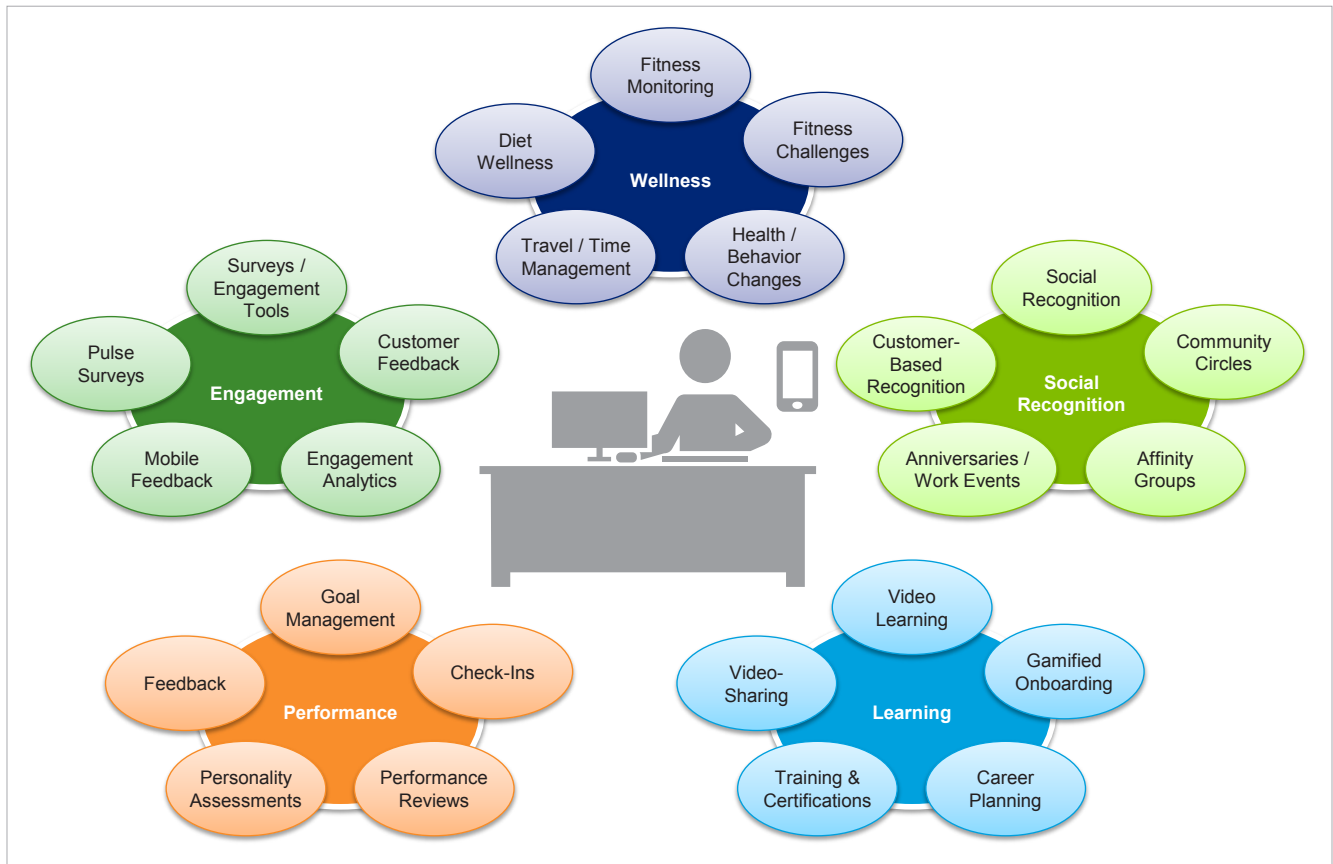 Fitness
Monitoring
Diet
Wellness
Fitness
Challenges
Wellness
Travel / Time
Management
Health /
Behavior
Changes
Surveys /
Engagement
Tools
Pulse
Surveys
Customer
Feedback
Engagement
Mobile
Feedback
Engagement
Analytics
Social
Recognition
Customer-
Based
Recognition
Community
Circles
Social
Recognition
Anniversaries /
Work Events
Affinity
Groups
Goal
Management
Feedback
Check-Ins
Performance
Personality
Assessments
Performance
Reviews
Video
Learning
Video-
Sharing
Gamified
Onboarding
Learning
Training &
Certifications
Career
Planning